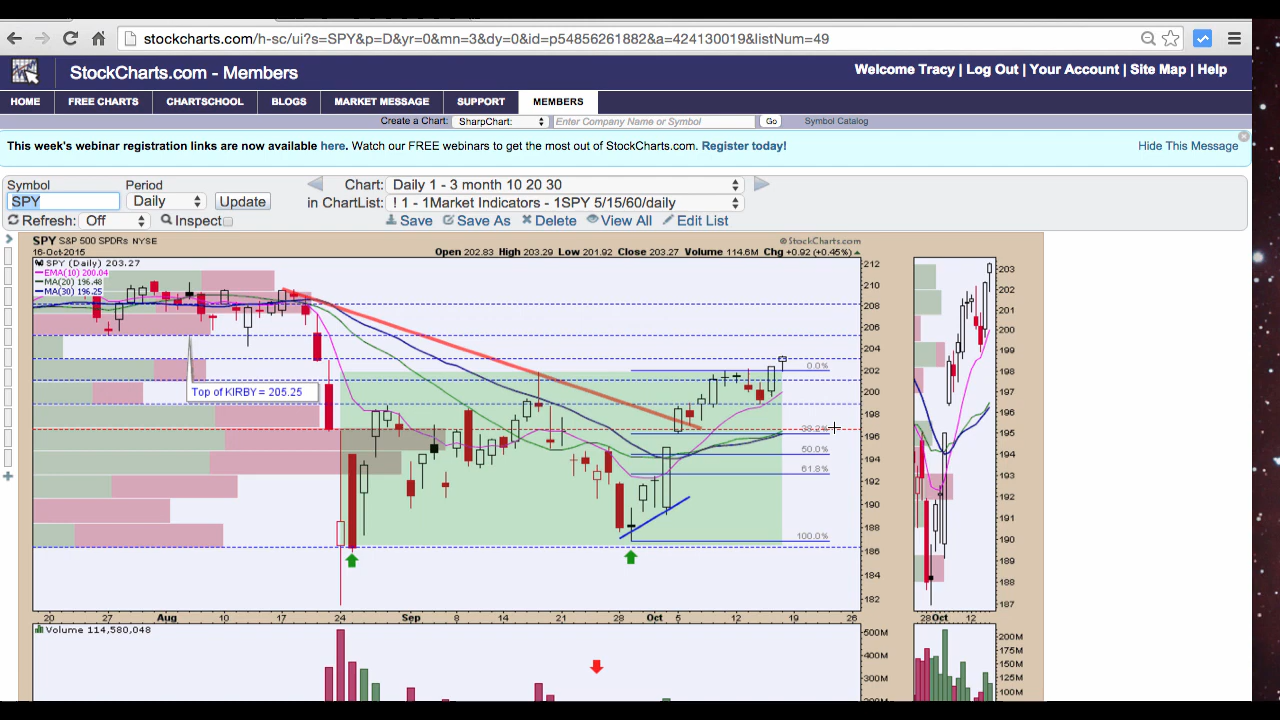 stockcharts.com/h-sc/ui?s=SPY&p=D&yr=0&mn=3&dy=0&id=p54856261882&a=424130019&listNum=49
StockCharts.com - Members
Welcome Tracy | Log Out | Your Account | Site Map | Help
HOME FREE CHARTS CHARTSCHOOL BLOGS MARKET MESSAGE SUPPORT MEMBERS
Create a Chart: SharpChart: Enter Company Name or Symbol Go Symbol Catalog
This week's webinar registration links are now available here. Watch our FREE webinars to get the most out of StockCharts.com. Register today! Hide This Message
Symbol Period Chart: Daily 1 - 3 month 10 20 30
SPY Daily Update in ChartList: ! 1 - 1Market Indicators - 1SPY 5/15/60/daily
Refresh: Off Inspect Save Save As Delete View All Edit List
SPY S&P 500 SPDRs NYSE © StockCharts.com
16-Oct-2015 Open 202.83 High 203.29 Low 201.92 Close 203.27 Volume 114.6M Chg +0.92 (+0.45%)
SPY (Daily) 203.27
EMA(10) 200.04
MA(20) 196.48
MA(30) 196.25
212
210
208
206
204
202
200
198
196
194
192
190
188
186
184
182
Top of KIRBY = 205.25
0.0%
38.2%
50.0%
61.8%
100.0%
20 27 Aug 10 17 24 Sep 8 14 21 28 Oct 5 12 19 26
Volume 114,580,048
500M
400M
300M
203
202
201
200
199
198
197
196
195
194
193
192
191
190
189
188
187
28 Oct 12
200M
175M
150M
125M
100M